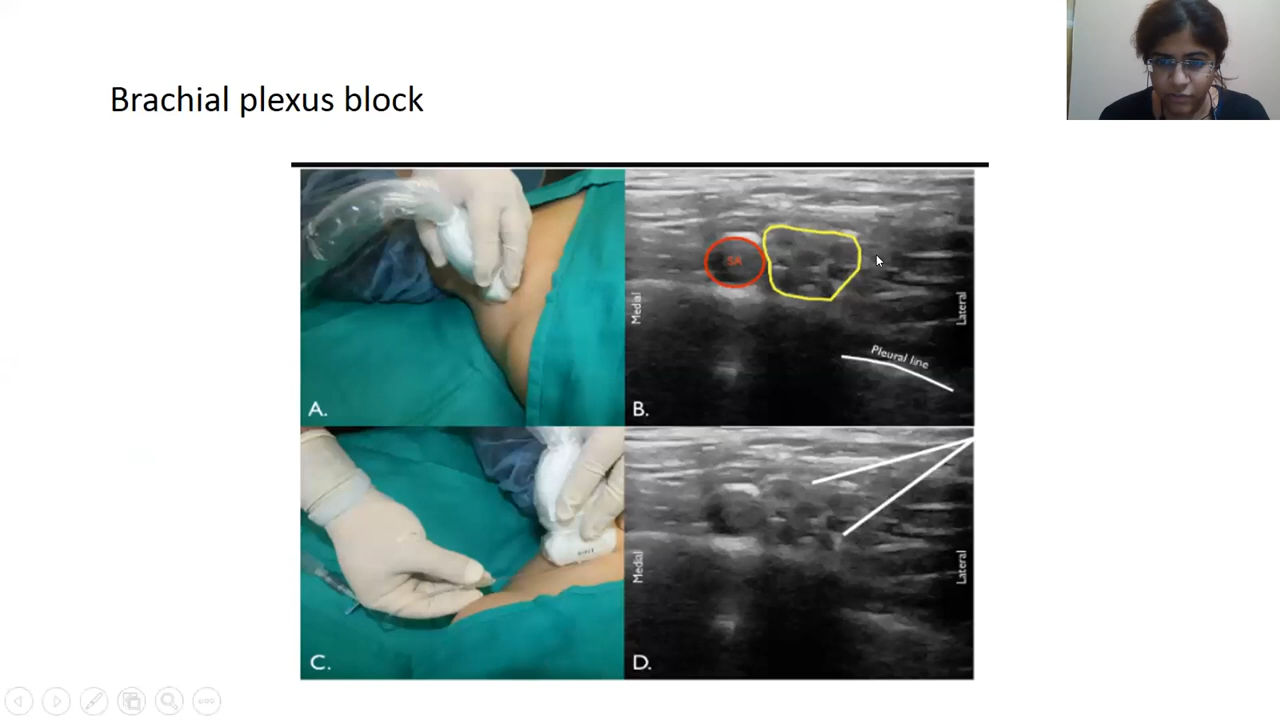 Brachial plexus block
SA
Medial
Lateral
Pleural line
A.
B.
Medial
Lateral
C.
D.